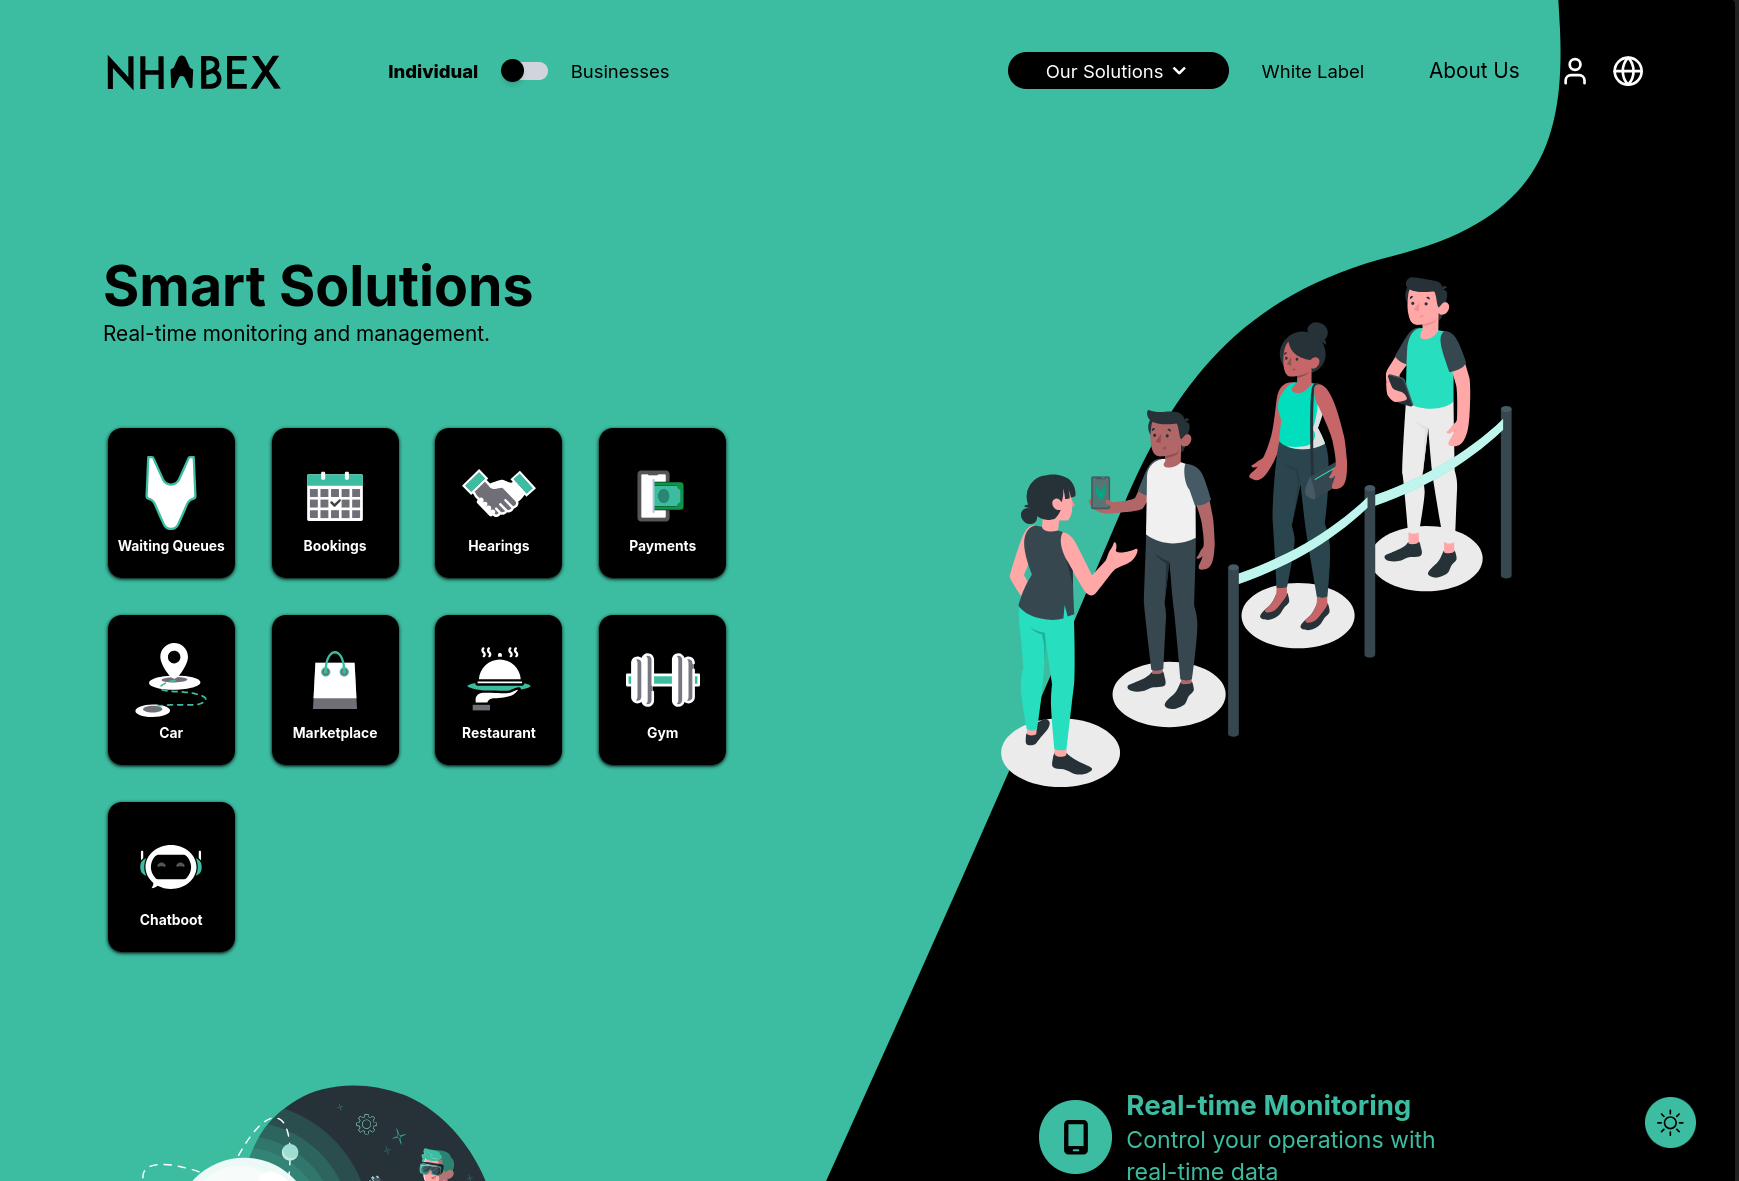 NHABEX
Individual
Businesses
Our Solutions
White Label
About Us
Smart Solutions
Real-time monitoring and management.
Waiting Queues
Bookings
Hearings
Payments
Car
Marketplace
Restaurant
Gym
Chatboot
Real-time Monitoring
Control your operations with
real-time data